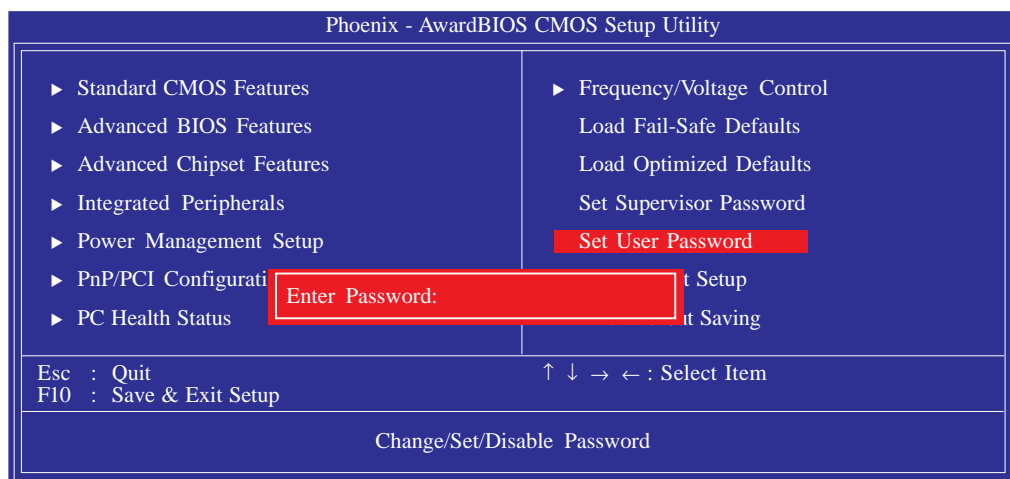 Phoenix - AwardBIOS CMOS Setup Utility
▶ Standard CMOS Features
▶ Advanced BIOS Features
▶ Advanced Chipset Features
▶ Integrated Peripherals
▶ Power Management Setup
▶ PnP/PCI Configurati
▶ PC Health Status
▶ Frequency/Voltage Control
Load Fail-Safe Defaults
Load Optimized Defaults
Set Supervisor Password
Set User Password
t Setup
Saving
Enter Password:
Esc : Quit
F10 : Save & Exit Setup
↑ ↓ → ← : Select Item
Change/Set/Disable Password